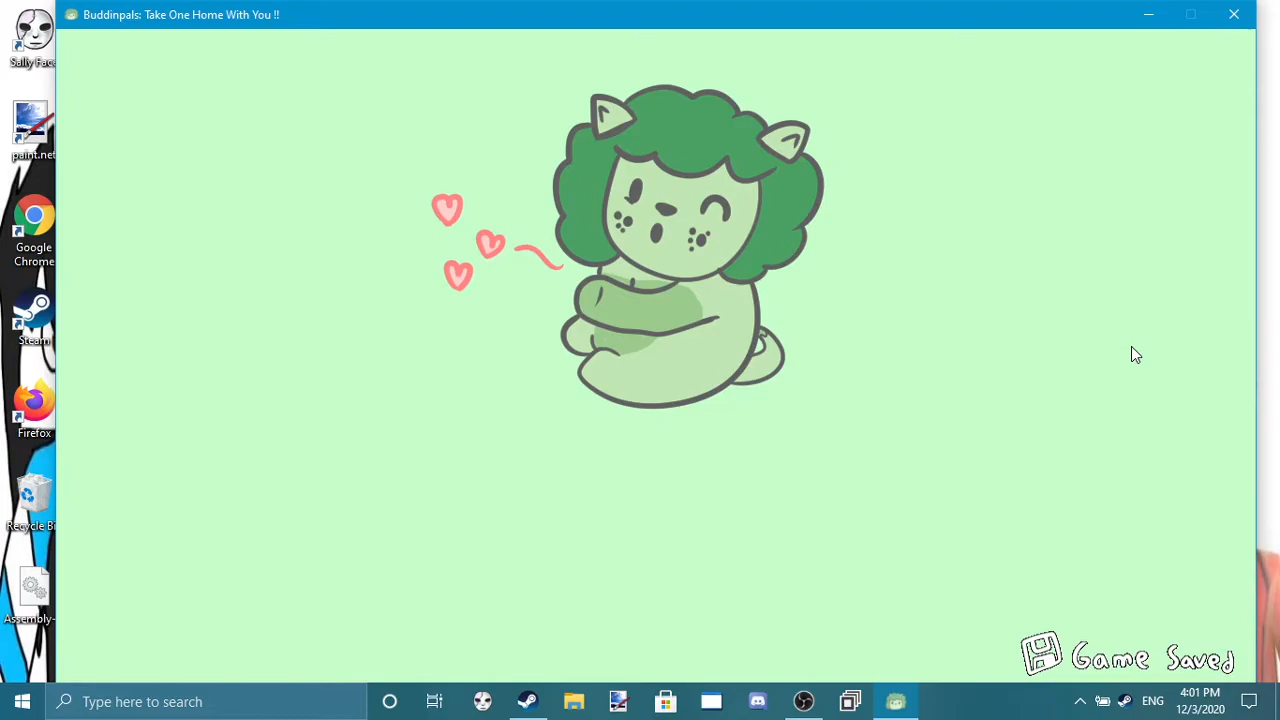 Buddinpals: Take One Home With You !!
Sally Face
paint.net
Google
Chrome
Steam
Firefox
Recycle Bi
Assembly-
Game Saved
Type here to search
ENG
4:01 PM
12/3/2020